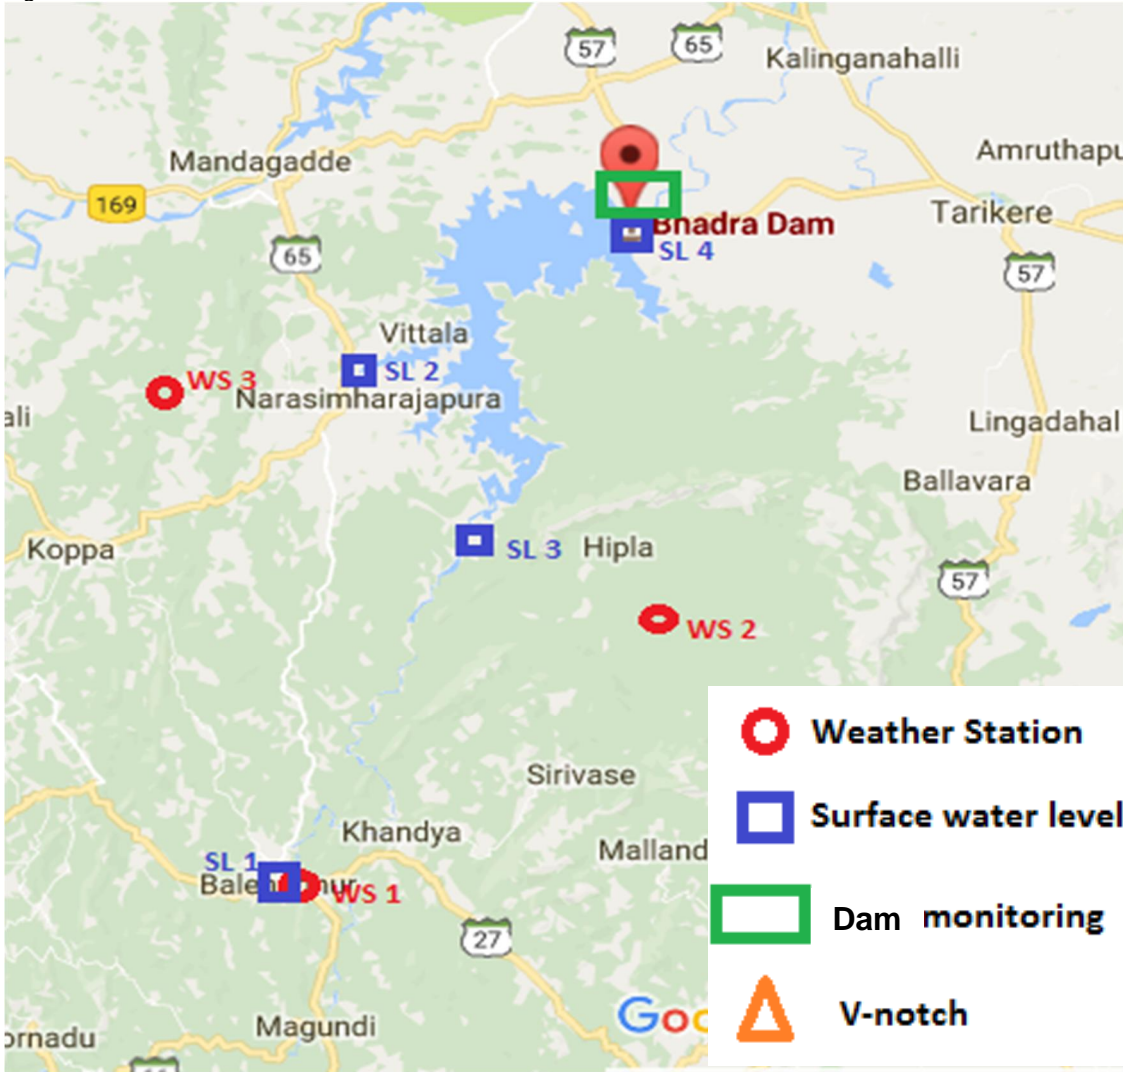 57
65
Kalinganahalli
Mandagadde
Amruthapu
169
Tarikere
Bhadra Dam
SL 4
65
57
Vittala
SL 2
WS 3
Narasimharajapura
ali
Lingadahal
Ballavara
Koppa
SL 3
Hipla
57
WS 2
Weather Station
Sirivase
Surface water level
Khandya
Malland
SL 1
WS 1
Dam monitoring
27
V-notch
Goo
Magundi
ornadu